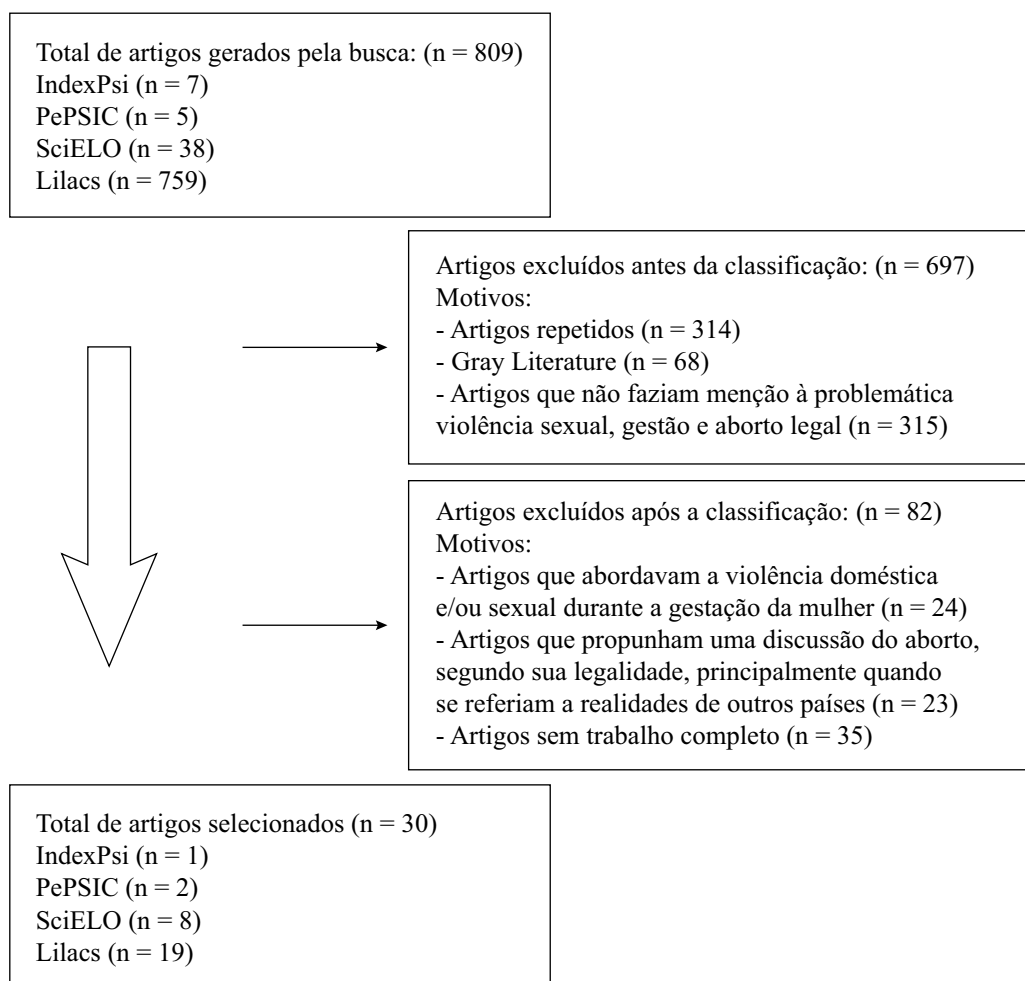 Total de artigos gerados pela busca: (n = 809)
IndexPsi (n = 7)
PePSIC (n = 5)
SciELO (n = 38)
Lilacs (n = 759)
Artigos excluídos antes da classificação: (n = 697)
Motivos:
- Artigos repetidos (n = 314)
- Gray Literature (n = 68)
- Artigos que não faziam menção à problemática
violência sexual, gestão e aborto legal (n = 315)
Artigos excluídos após a classificação: (n = 82)
Motivos:
- Artigos que abordavam a violência doméstica
e/ou sexual durante a gestação da mulher (n = 24)
- Artigos que propunham uma discussão do aborto,
segundo sua legalidade, principalmente quando
se referiam a realidades de outros países (n = 23)
- Artigos sem trabalho completo (n = 35)
Total de artigos selecionados (n = 30)
IndexPsi (n = 1)
PePSIC (n = 2)
SciELO (n = 8)
Lilacs (n = 19)